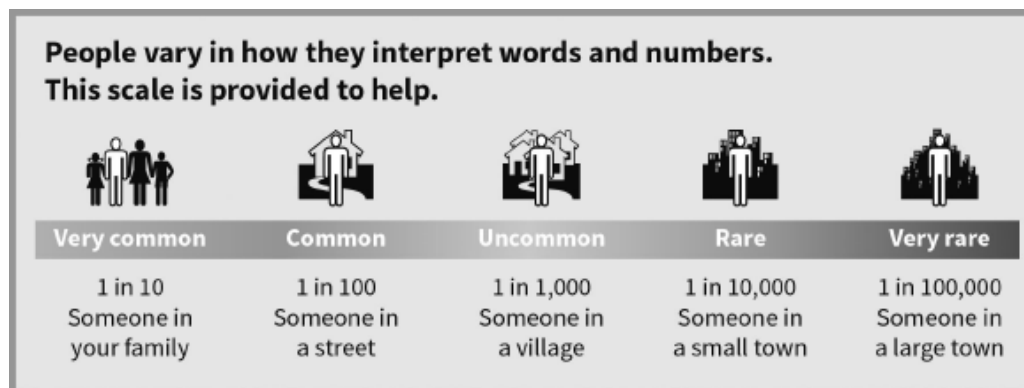 People vary in how they interpret words and numbers.
This scale is provided to help.
Very common
Common
Uncommon
Rare
Very rare
1 in 10
Someone in
your family
1 in 100
Someone in
a street
1 in 1,000
Someone in
a village
1 in 10,000
Someone in
a small town
1 in 100,000
Someone in
a large town